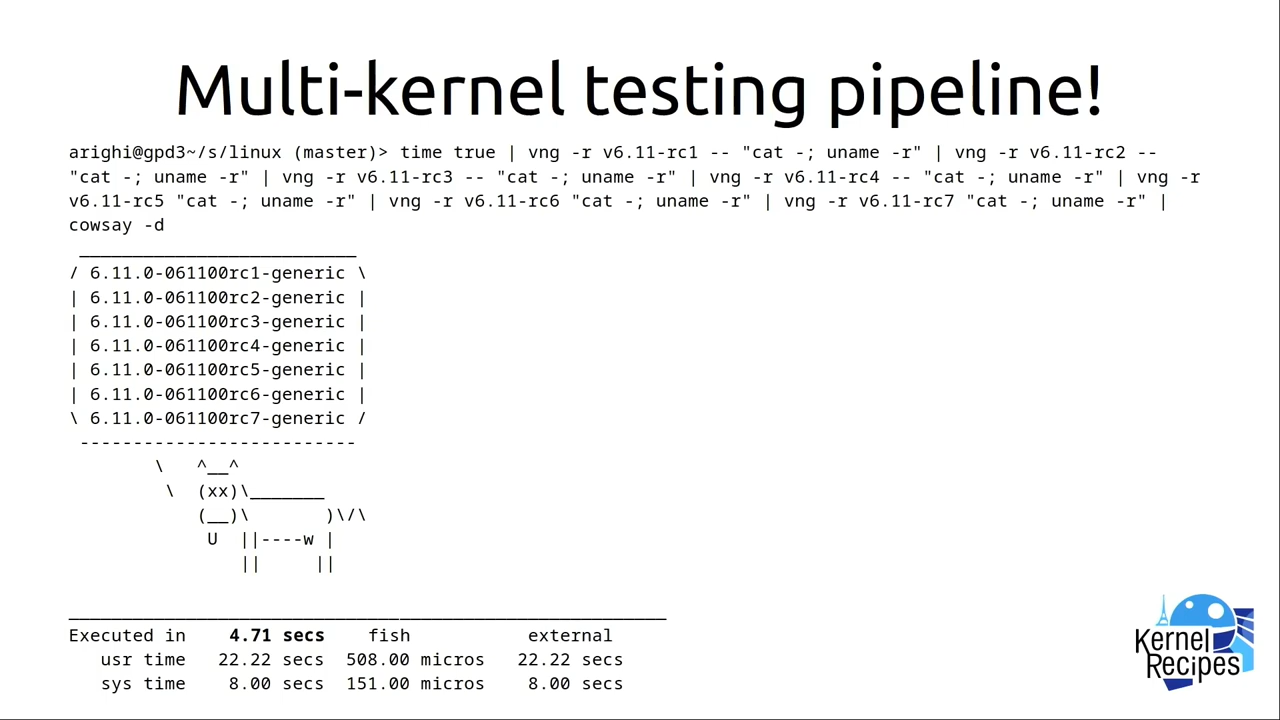 Multi-kernel testing pipeline!
arighi@gpd3~/s/linux (master)> time true | vng -r v6.11-rc1 -- "cat -; uname -r" | vng -r v6.11-rc2 --
"cat -; uname -r" | vng -r v6.11-rc3 -- "cat -; uname -r" | vng -r v6.11-rc4 -- "cat -; uname -r" | vng -r
v6.11-rc5 "cat -; uname -r" | vng -r v6.11-rc6 "cat -; uname -r" | vng -r v6.11-rc7 "cat -; uname -r" |
cowsay -d
 __________________________
/ 6.11.0-061100rc1-generic \
| 6.11.0-061100rc2-generic |
| 6.11.0-061100rc3-generic |
| 6.11.0-061100rc4-generic |
| 6.11.0-061100rc5-generic |
| 6.11.0-061100rc6-generic |
\ 6.11.0-061100rc7-generic /
 --------------------------
        \   ^__^
         \  (xx)\_______
            (__)\       )\/\
             U  ||----w |
                ||     ||
________________________________________________________
Executed in    4.71 secs    fish           external
   usr time   22.22 secs  508.00 micros   22.22 secs
   sys time    8.00 secs  151.00 micros    8.00 secs
Kernel
Recipes